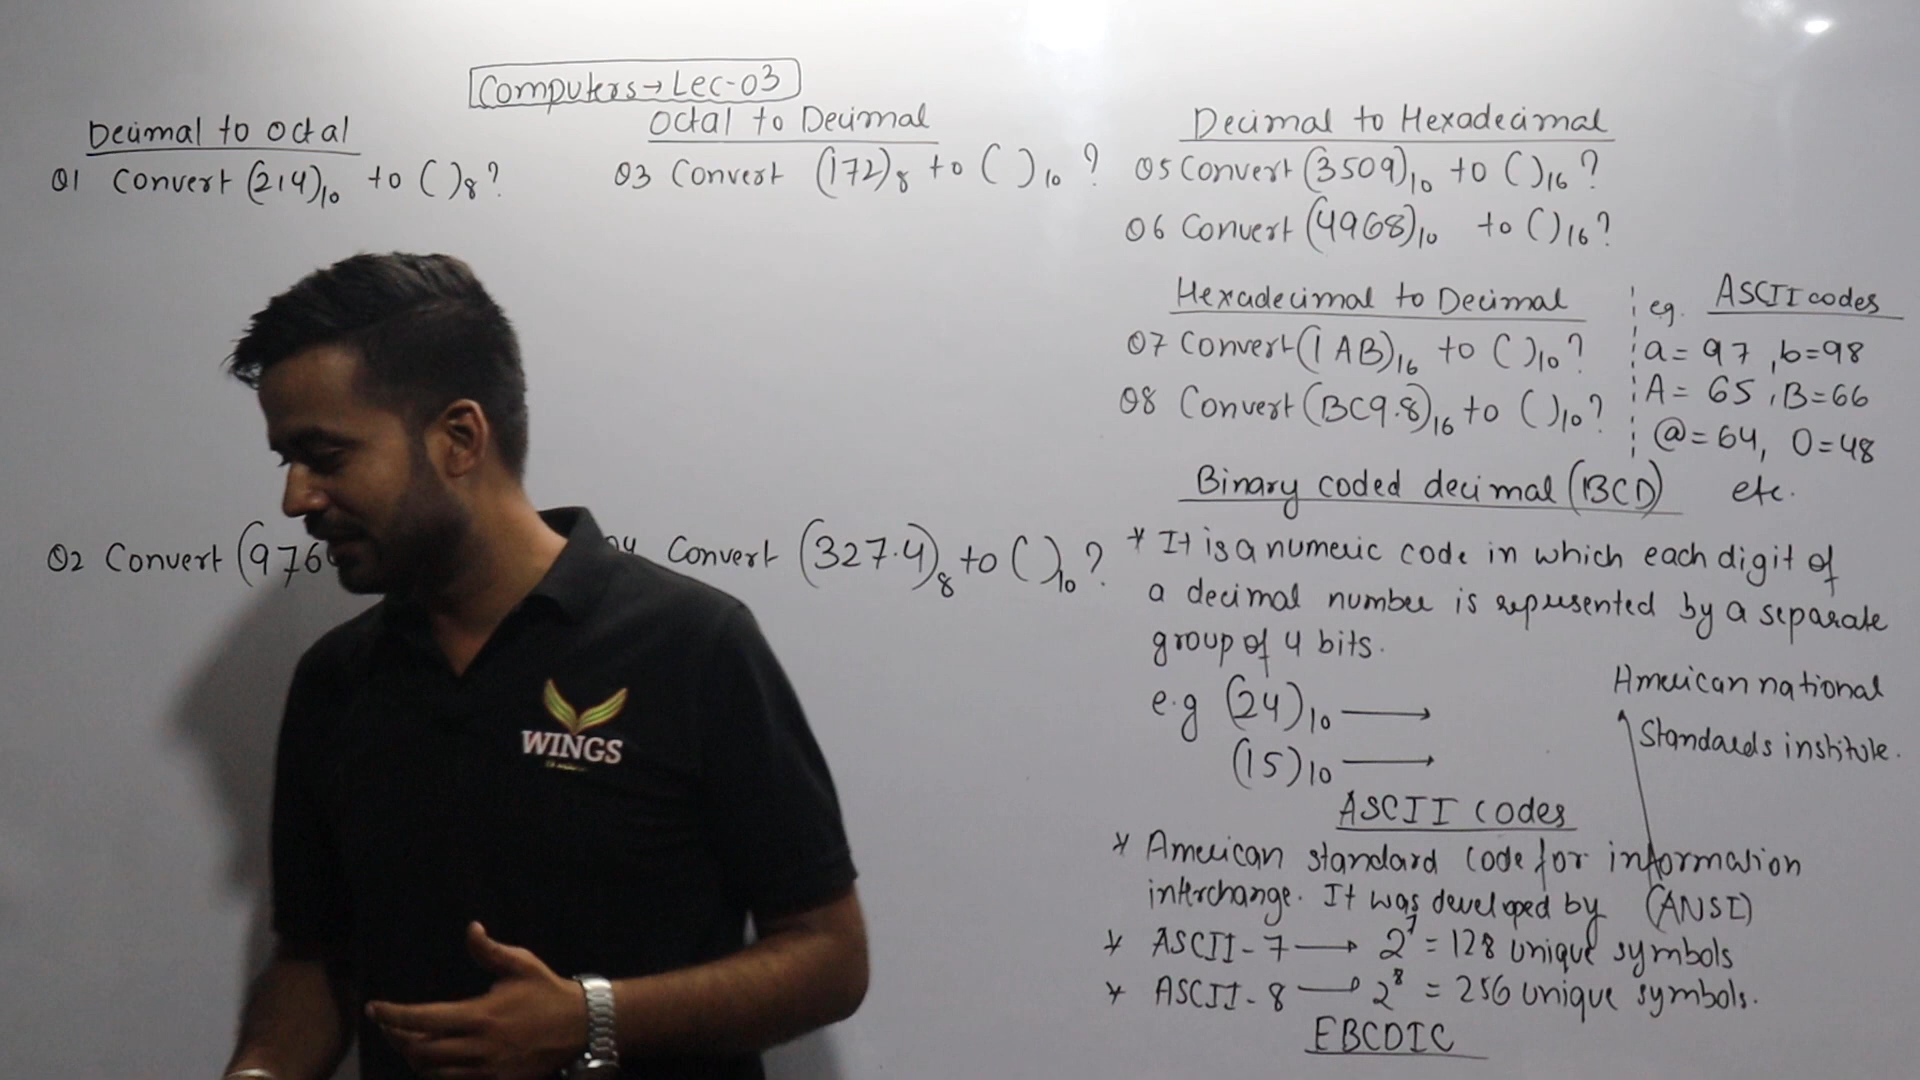 Computers→Lec-03
Decimal to Octal
Q1 Convert (214)10 to ( )8?
Q2 Convert (976
Octal to Decimal
Q3 Convert (172)8 to ( )10 ?
Q4 Convert (327.4)8 to ( )10 ?
Decimal to Hexadecimal
Q5 Convert (3509)10 to ( )16 ?
Q6 Convert (4968)10 to ( )16 ?
Hexadecimal to Decimal
Q7 Convert (1AB)16 to ( )10 ?
Q8 Convert (BC9.8)16 to ( )10 ?
eg. ASCII codes
a = 97 , b=98
A = 65 , B=66
@ = 64, 0=48
etc.
Binary coded decimal (BCD)
* It is a numeric code in which each digit of
a decimal number is represented by a separate
group of 4 bits.
e.g (24)10 ⟶
(15)10 ⟶
American national
Standards institute.
ASCII codes
* American standard code for information
interchange. It was developed by (ANSI)
* ASCII-7 ⟶ 2^7 = 128 unique symbols
* ASCII-8 ⟶ 2^8 = 256 unique symbols.
EBCDIC
WINGS